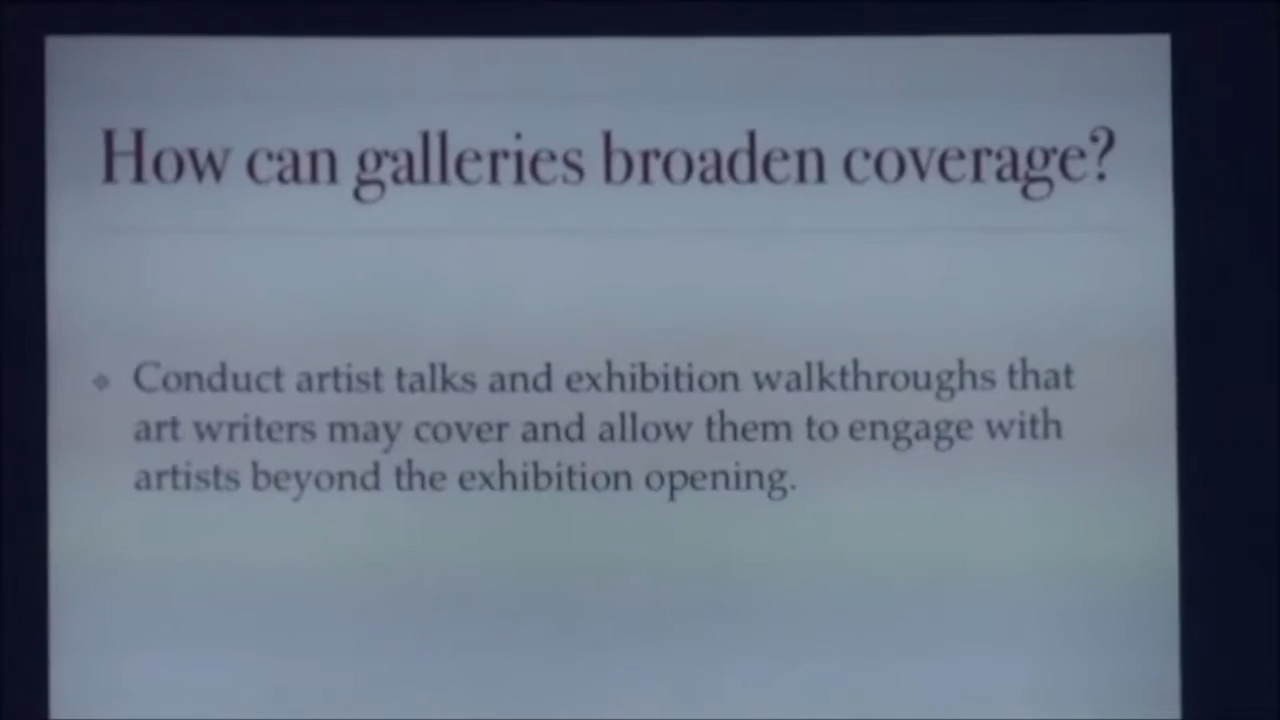 How can galleries broaden coverage?
Conduct artist talks and exhibition walkthroughs that
art writers may cover and allow them to engage with
artists beyond the exhibition opening.